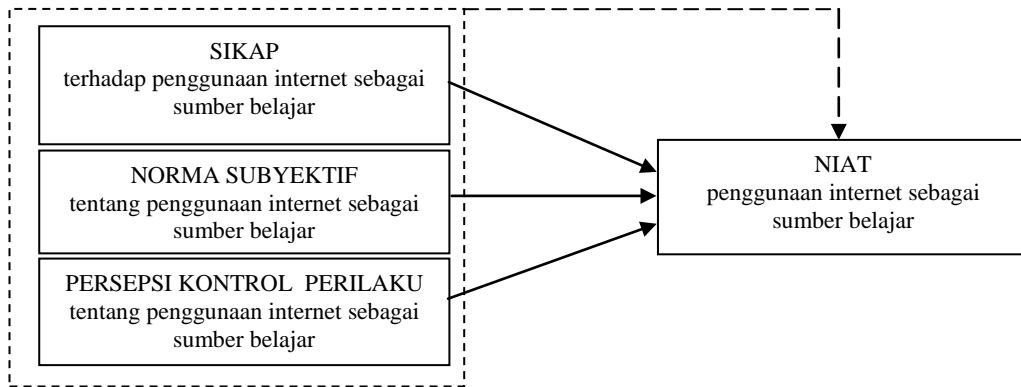 SIKAP
terhadap penggunaan internet sebagai
sumber belajar
NORMA SUBYEKTIF
tentang penggunaan internet sebagai
sumber belajar
PERSEPSI KONTROL PERILAKU
tentang penggunaan internet sebagai
sumber belajar
NIAT
penggunaan internet sebagai
sumber belajar